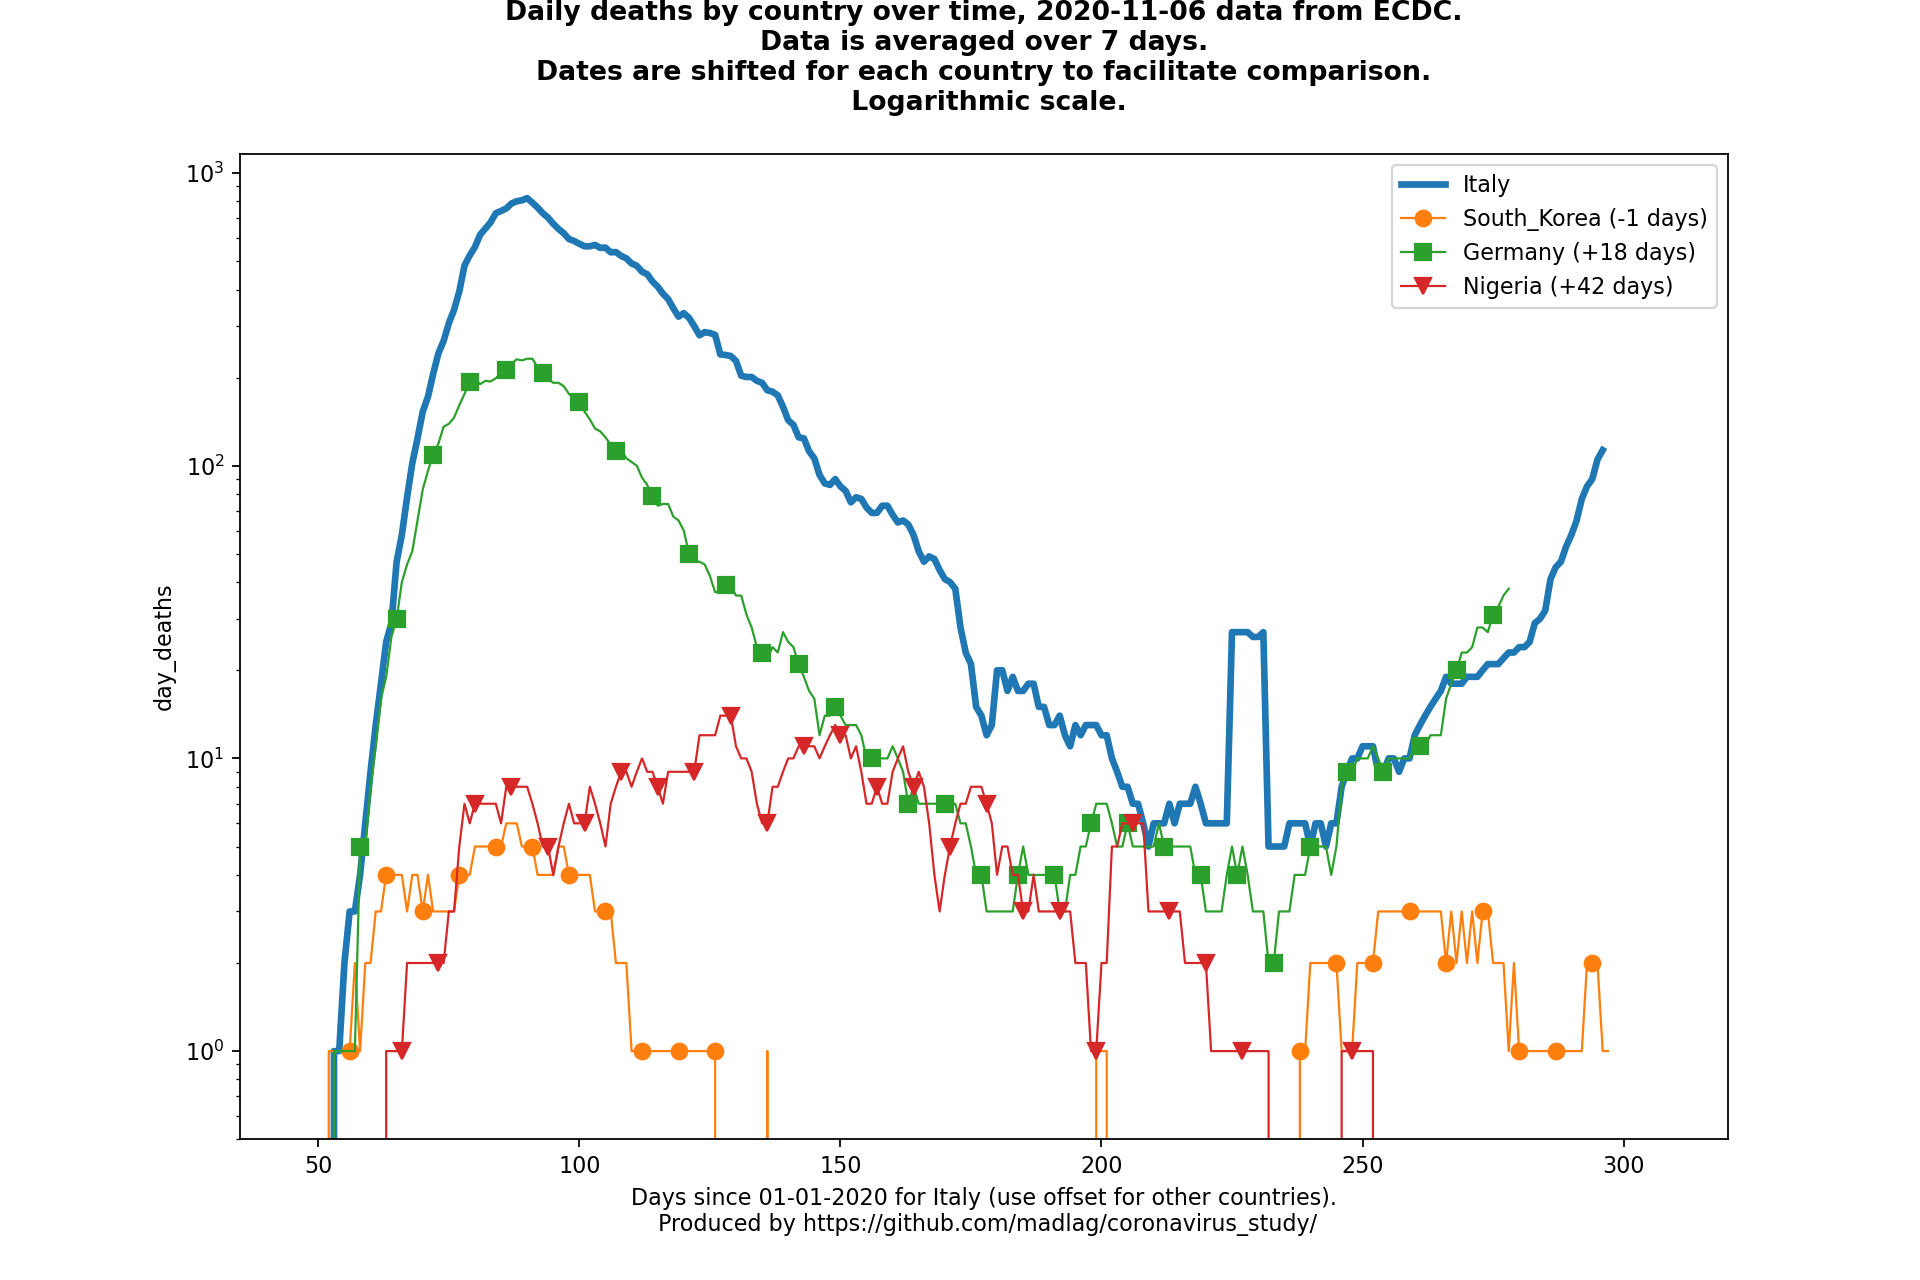 Daily deaths by country over time, 2020-11-06 data from ECDC.
Data is averaged over 7 days.
Dates are shifted for each country to facilitate comparison.
Logarithmic scale.
10³
10²
10¹
10⁰
day_deaths
Italy
South_Korea (-1 days)
Germany (+18 days)
Nigeria (+42 days)
50 100 150 200 250 300
Days since 01-01-2020 for Italy (use offset for other countries).
Produced by https://github.com/madlag/coronavirus_study/